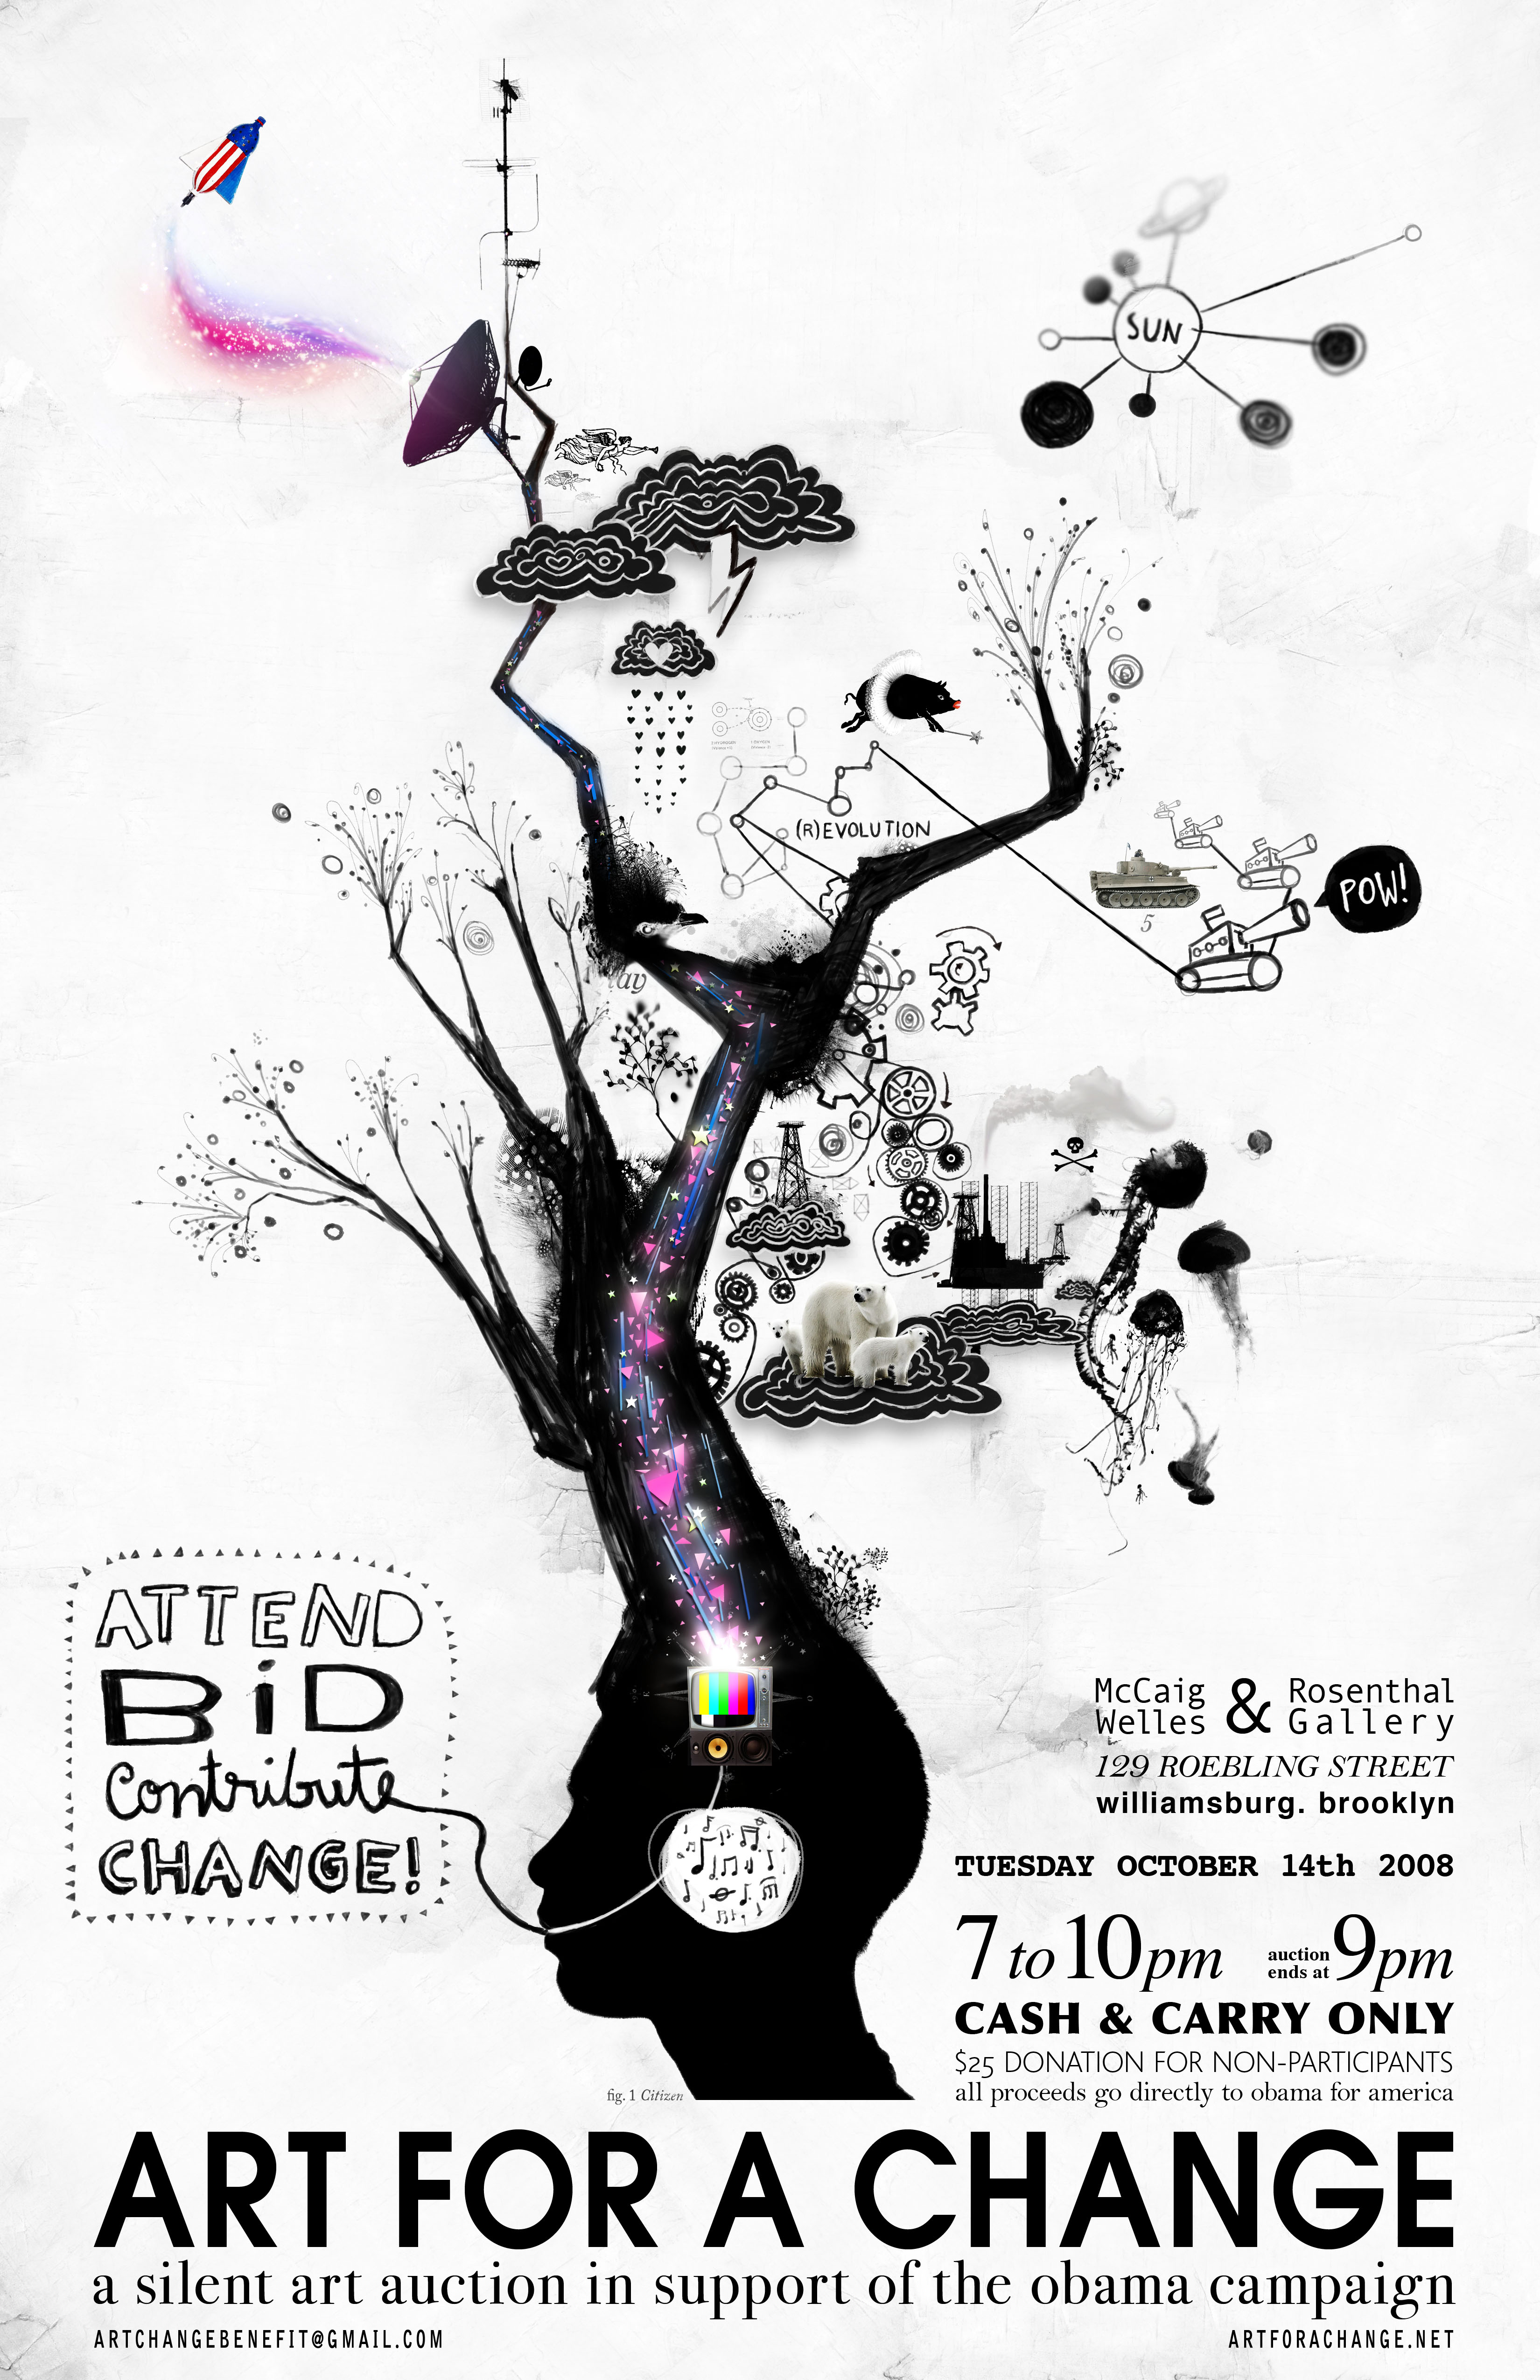 SUN
(R)EVOLUTION
POW!
5
ay
ATTEND
BiD
Contribute
CHANGE!
McCaig Welles & Rosenthal Gallery
129 ROEBLING STREET
williamsburg. brooklyn
TUESDAY OCTOBER 14th 2008
7 to 10pm auction ends at 9pm
CASH & CARRY ONLY
$25 DONATION FOR NON-PARTICIPANTS
all proceeds go directly to obama for america
fig. 1 Citizen
ART FOR A CHANGE
a silent art auction in support of the obama campaign
ARTCHANGEBENEFIT@GMAIL.COM
ARTFORACHANGE.NET